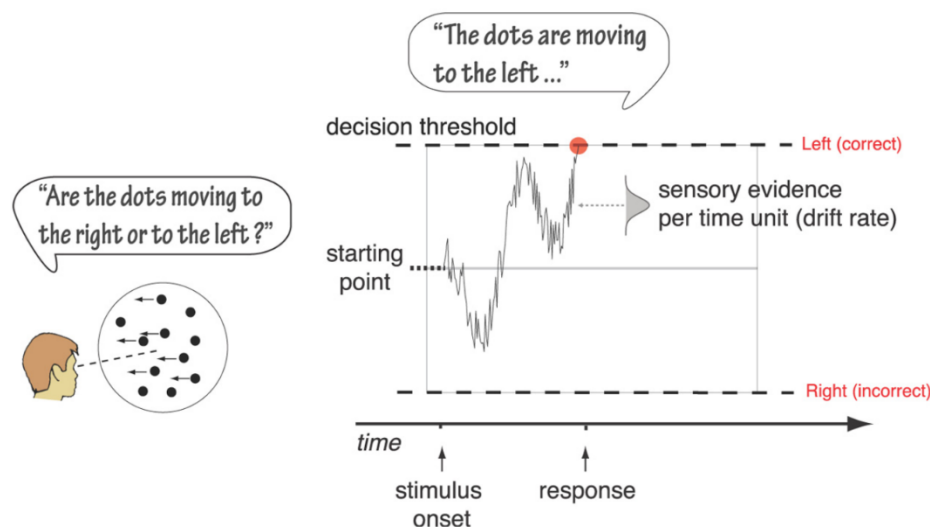 “The dots are moving
to the left ...”
decision threshold
Left (correct)
“Are the dots moving to
the right or to the left ?”
sensory evidence
per time unit (drift rate)
starting
point
Right (incorrect)
time
stimulus
onset
response